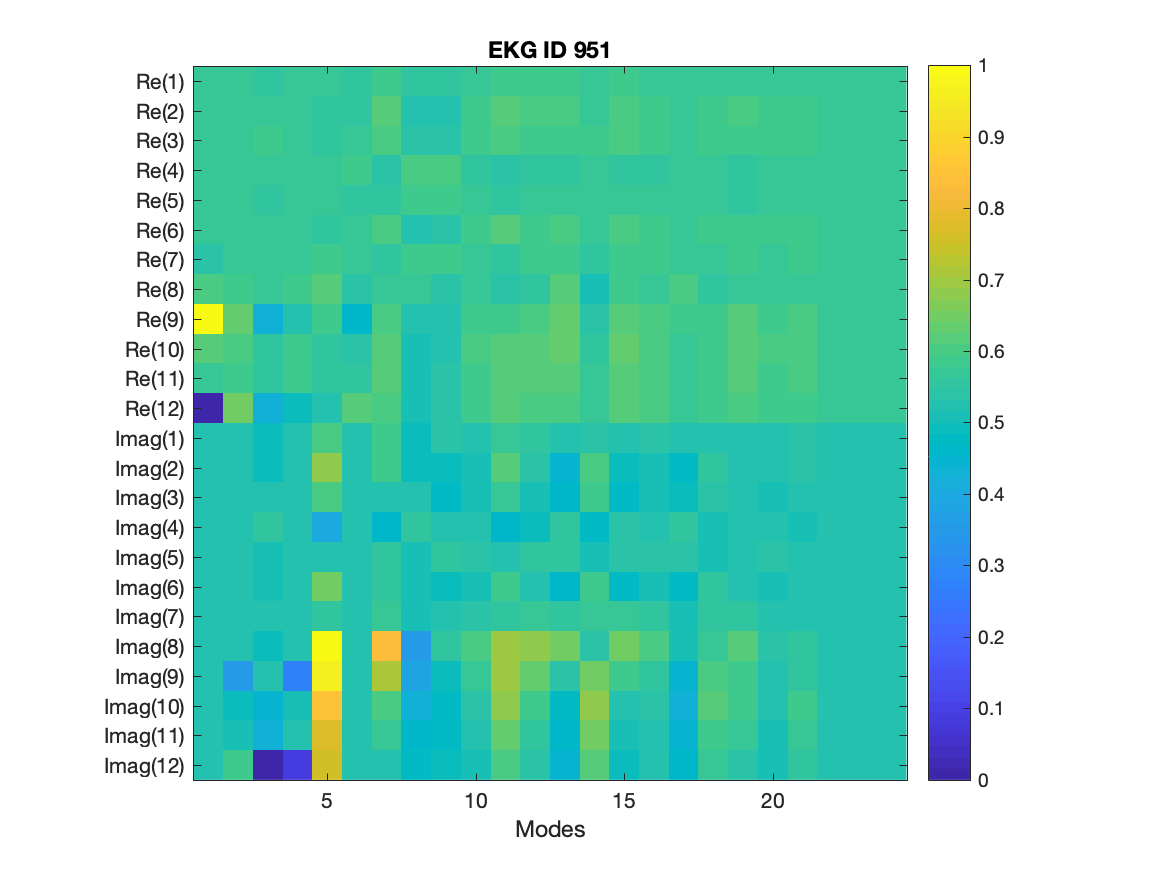 EKG ID 951
Re(1)
Re(2)
Re(3)
Re(4)
Re(5)
Re(6)
Re(7)
Re(8)
Re(9)
Re(10)
Re(11)
Re(12)
Imag(1)
Imag(2)
Imag(3)
Imag(4)
Imag(5)
Imag(6)
Imag(7)
Imag(8)
Imag(9)
Imag(10)
Imag(11)
Imag(12)
5 10 15 20
Modes
1
0.9
0.8
0.7
0.6
0.5
0.4
0.3
0.2
0.1
0